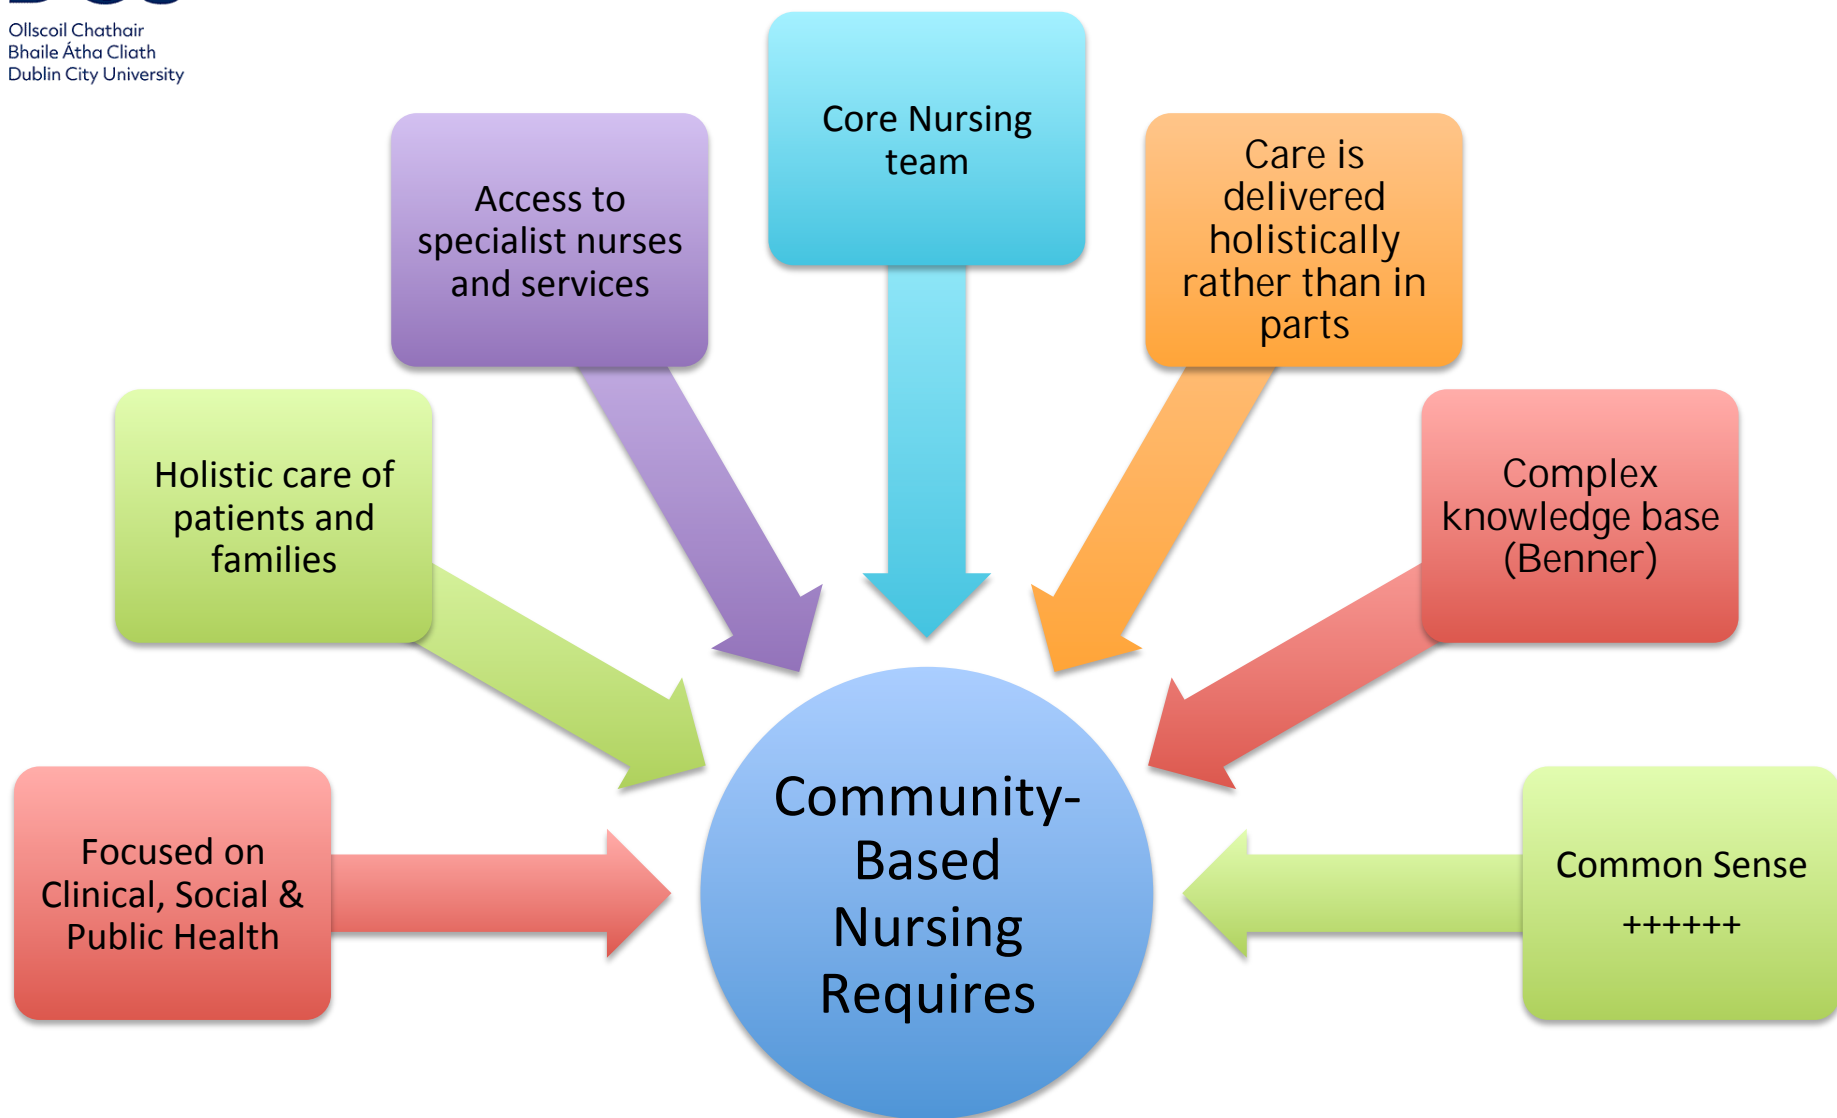 Ollscoil Chathair
Bhaile Átha Cliath
Dublin City University
Focused on
Clinical, Social &
Public Health
Holistic care of
patients and
families
Access to
specialist nurses
and services
Core Nursing
team
Care is
delivered
holistically
rather than in
parts
Complex
knowledge base
(Benner)
Common Sense
++++++
Community-
Based
Nursing
Requires